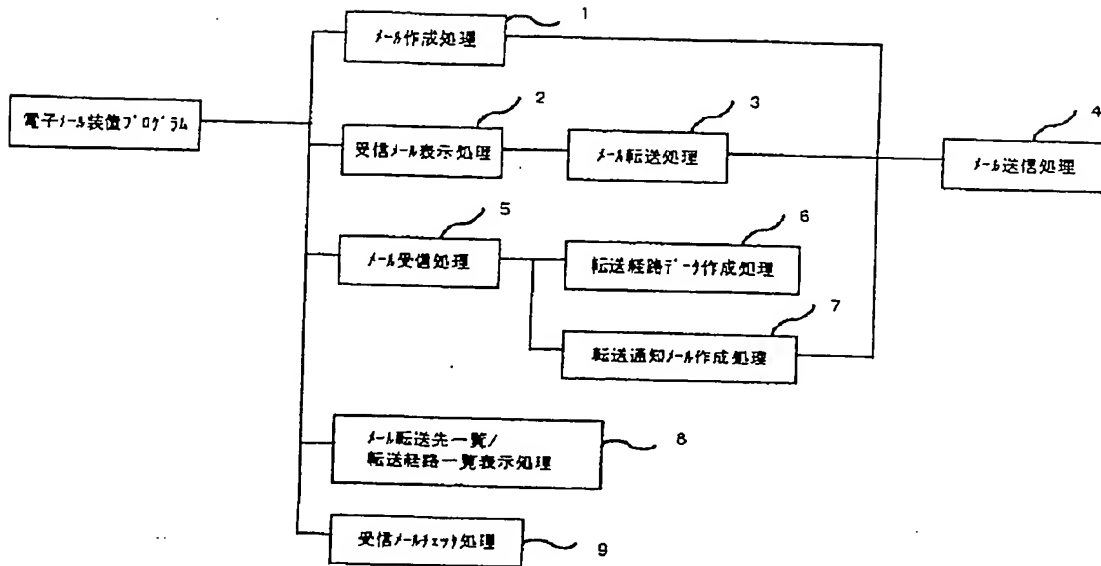 1
メール作成処理
電子メール装置プログラム
2
受信メール表示処理
3
メール転送処理
4
メール送信処理
5
メール受信処理
6
転送経路データ作成処理
7
転送通知メール作成処理
メール転送先一覧/
転送経路一覧表示処理
8
受信メールチェック処理
9